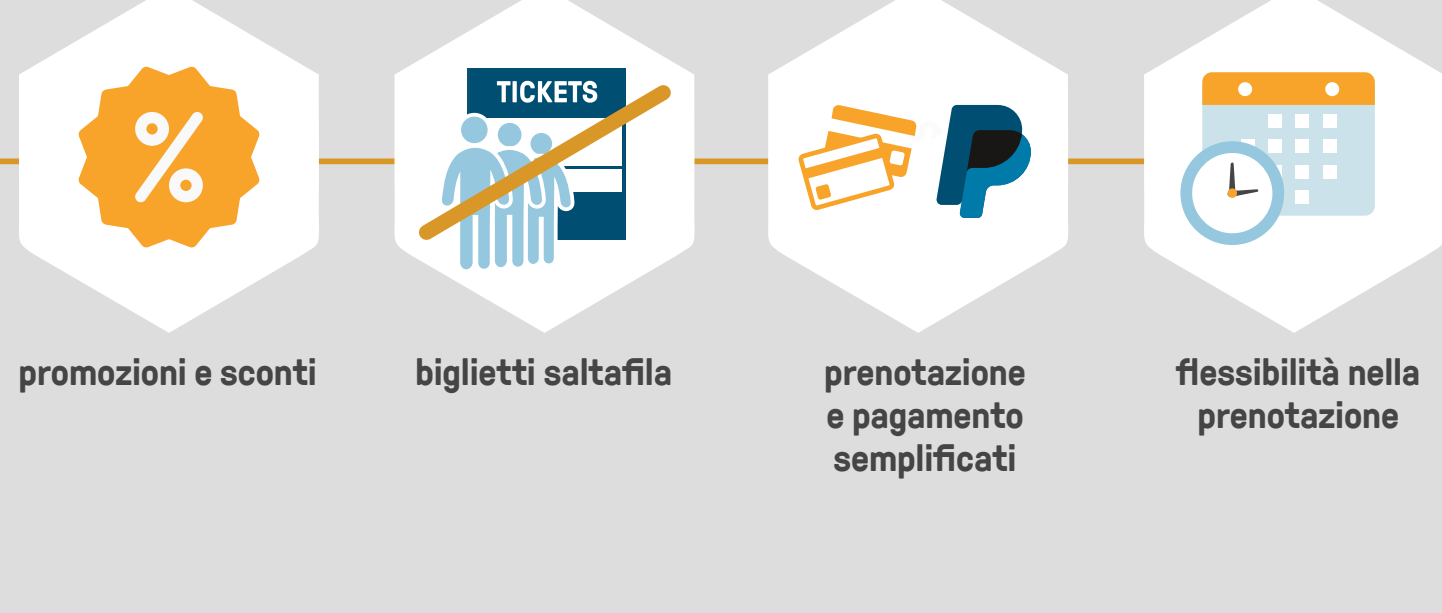 TICKETS
promozioni e sconti
biglietti saltafila
prenotazione
e pagamento
semplificati
flessibilità nella
prenotazione